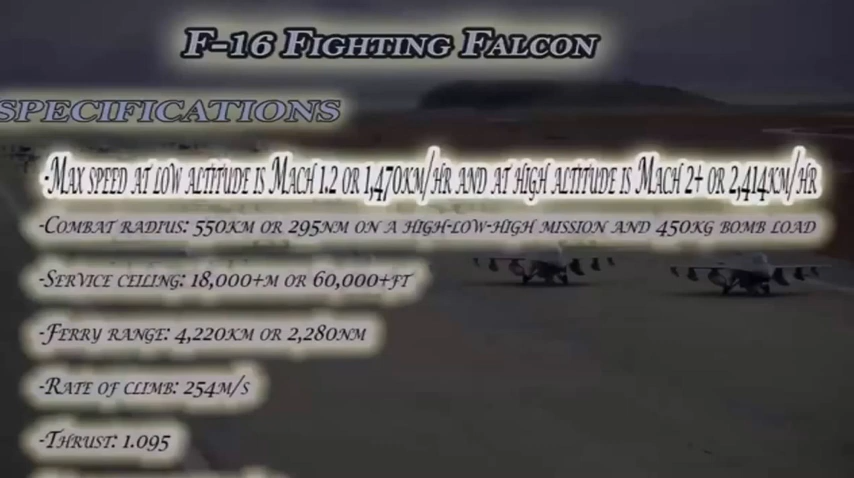 F-16 Fighting Falcon
SPECIFICATIONS
-Max speed at low altitude is Mach 1.2 or 1,470km/hr and at high altitude is Mach 2+ or 2,414km/hr
-Combat radius: 550km or 295nm on a high-low-high mission and 450kg bomb load
-Service ceiling: 18,000+m or 60,000+ft
-Ferry range: 4,220km or 2,280nm
-Rate of climb: 254m/s
-Thrust: 1.095